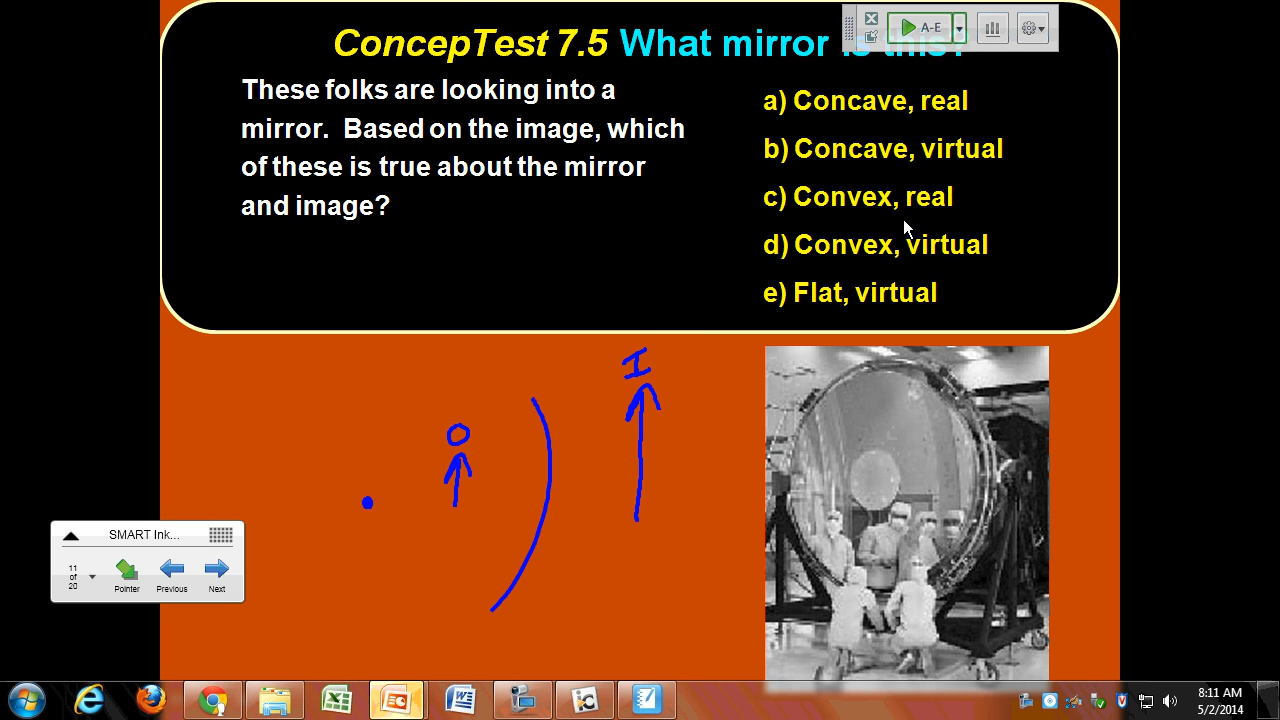 ConcepTest 7.5 What mirror is this?
A-E
These folks are looking into a
mirror. Based on the image, which
of these is true about the mirror
and image?
a) Concave, real
b) Concave, virtual
c) Convex, real
d) Convex, virtual
e) Flat, virtual
I
O
SMART Ink...
11
of
20
Pointer
Previous
Next
8:11 AM
5/2/2014